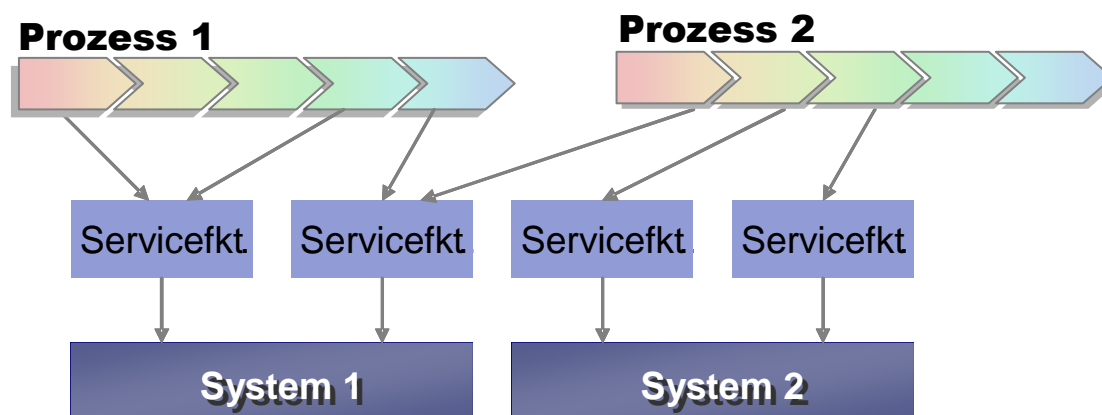 Prozess 1
Prozess 2
Servicefkt.
Servicefkt.
Servicefkt.
Servicefkt.
System 1
System 2